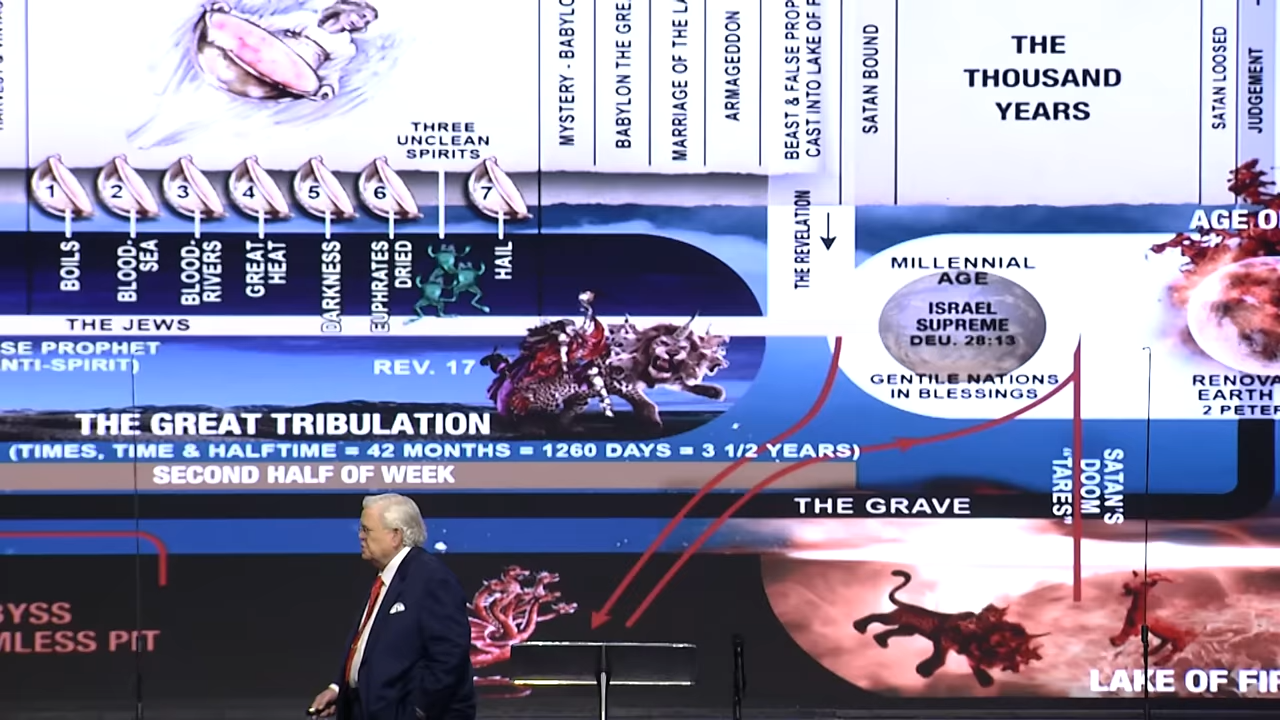 THE
THOUSAND
YEARS
MYSTERY - BABYLO
BABYLON THE GRE
MARRIAGE OF THE LA
ARMAGEDDON
BEAST & FALSE PROP
CAST INTO LAKE OF F
SATAN BOUND
SATAN LOOSED
JUDGEMENT
THREE
UNCLEAN
SPIRITS
1
2
3
4
5
6
7
BOILS
BLOOD-
SEA
BLOOD-
RIVERS
GREAT
HEAT
DARKNESS
EUPHRATES
DRIED
HAIL
THE REVELATION
AGE O
MILLENNIAL
AGE
ISRAEL
SUPREME
DEU. 28:13
GENTILE NATIONS
IN BLESSINGS
RENOVA
EARTH
2 PETER
THE JEWS
SE PROPHET
NTI-SPIRIT)
REV. 17
THE GREAT TRIBULATION
(TIMES, TIME & HALFTIME = 42 MONTHS = 1260 DAYS = 3 1/2 YEARS)
SECOND HALF OF WEEK
THE GRAVE
"TARES"
SATAN'S
DOOM
BYSS
MLESS PIT
LAKE OF FI